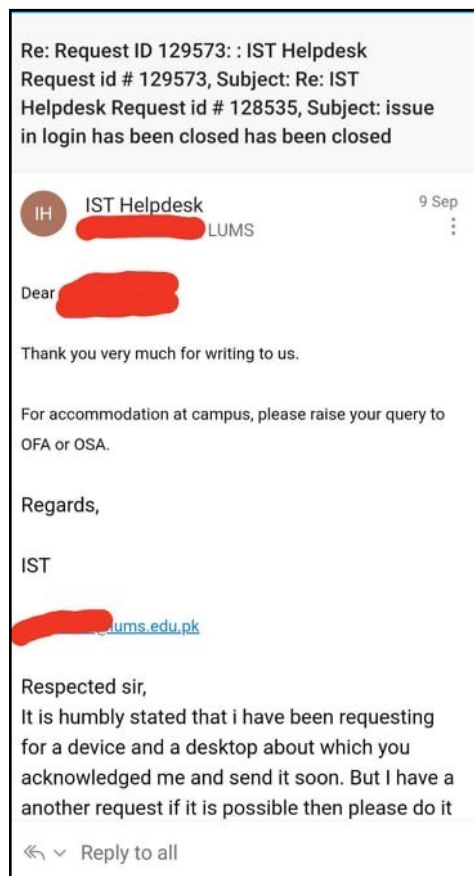 Re: Request ID 129573: : IST Helpdesk
Request id # 129573, Subject: Re: IST
Helpdesk Request id # 128535, Subject: issue
in login has been closed has been closed
IH
IST Helpdesk
9 Sep
LUMS
Dear
Thank you very much for writing to us.
For accommodation at campus, please raise your query to
OFA or OSA.
Regards,
IST
@lums.edu.pk
Respected sir,
It is humbly stated that i have been requesting
for a device and a desktop about which you
acknowledged me and send it soon. But I have a
another request if it is possible then please do it
Reply to all